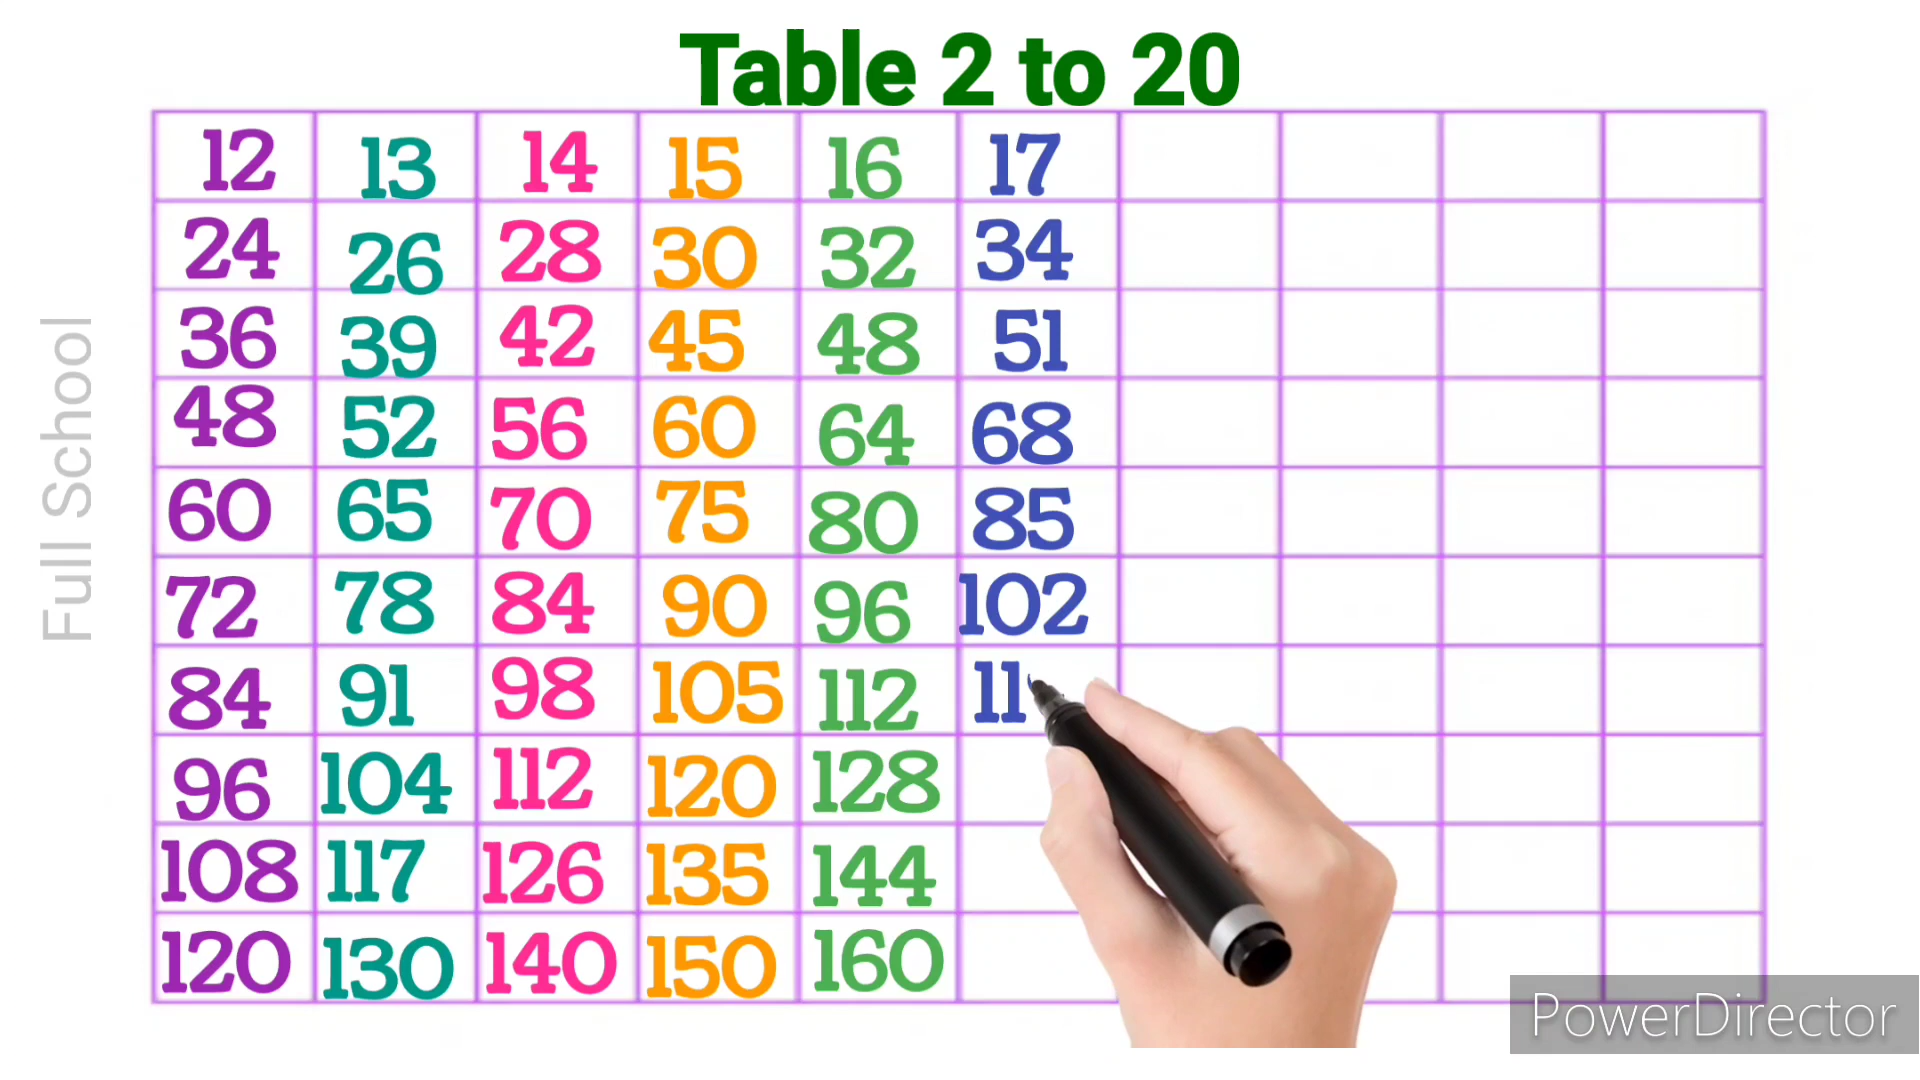 Table 2 to 20
12 13 14 15 16 17
24 26 28 30 32 34
36 39 42 45 48 51
48 52 56 60 64 68
60 65 70 75 80 85
72 78 84 90 96 102
84 91 98 105 112 11
96 104 112 120 128
108 117 126 135 144
120 130 140 150 160
Full School
PowerDirector